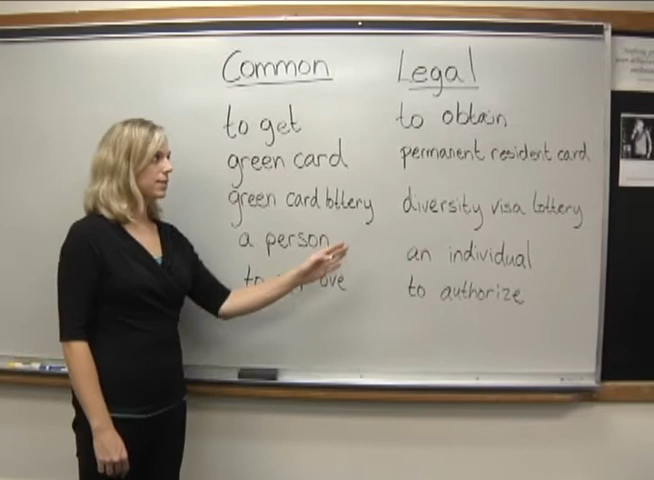 Common Legal
to get to obtain
green card permanent resident card
green card lottery diversity visa lottery
a person an individual
to to authorize